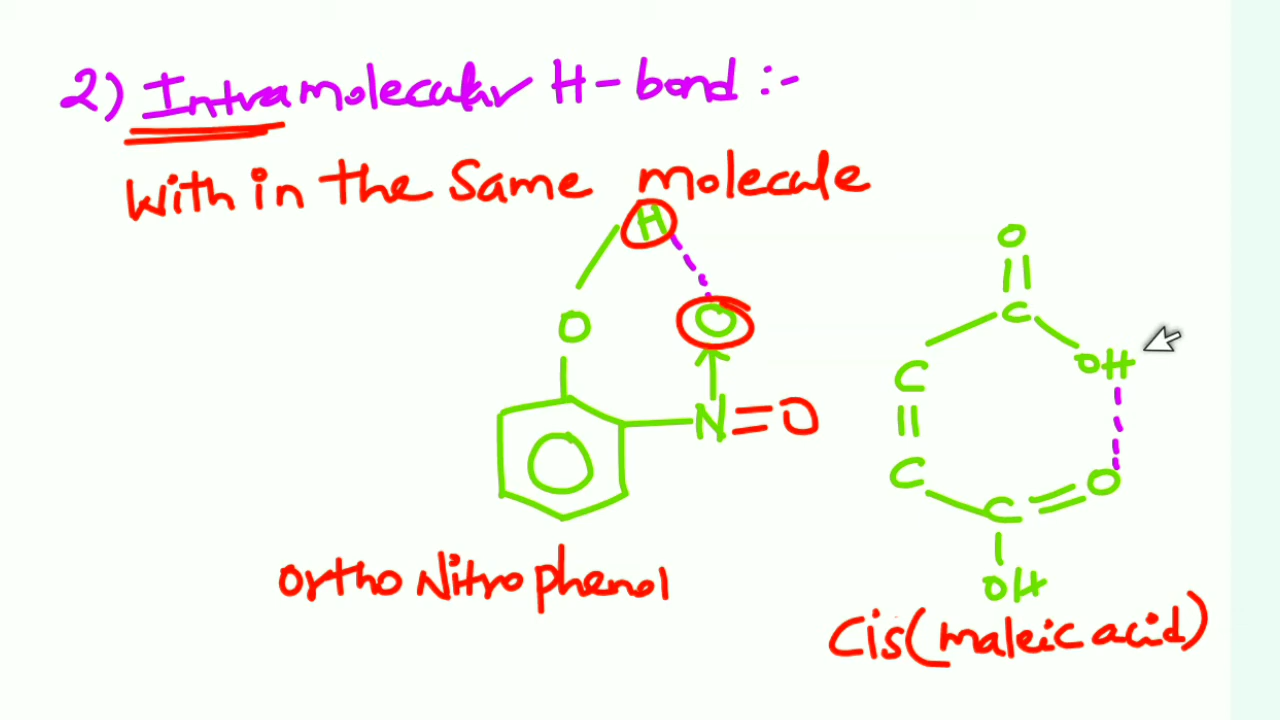 2) Intramolecular H-bond :-
with in the Same molecule
H
O
O
N=O
O
C
OH
C
C
O
C
OH
Ortho Nitrophenol
Cis (maleic acid)